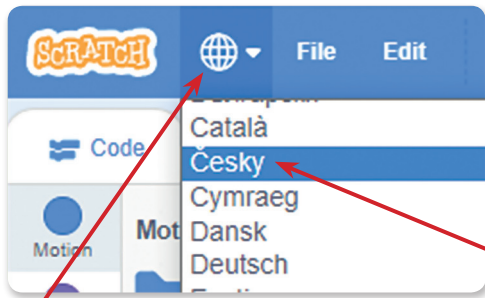 SCRATCH
File
Edit
Català
Code
Česky
Cymraeg
Mot
Dansk
Motion
Deutsch